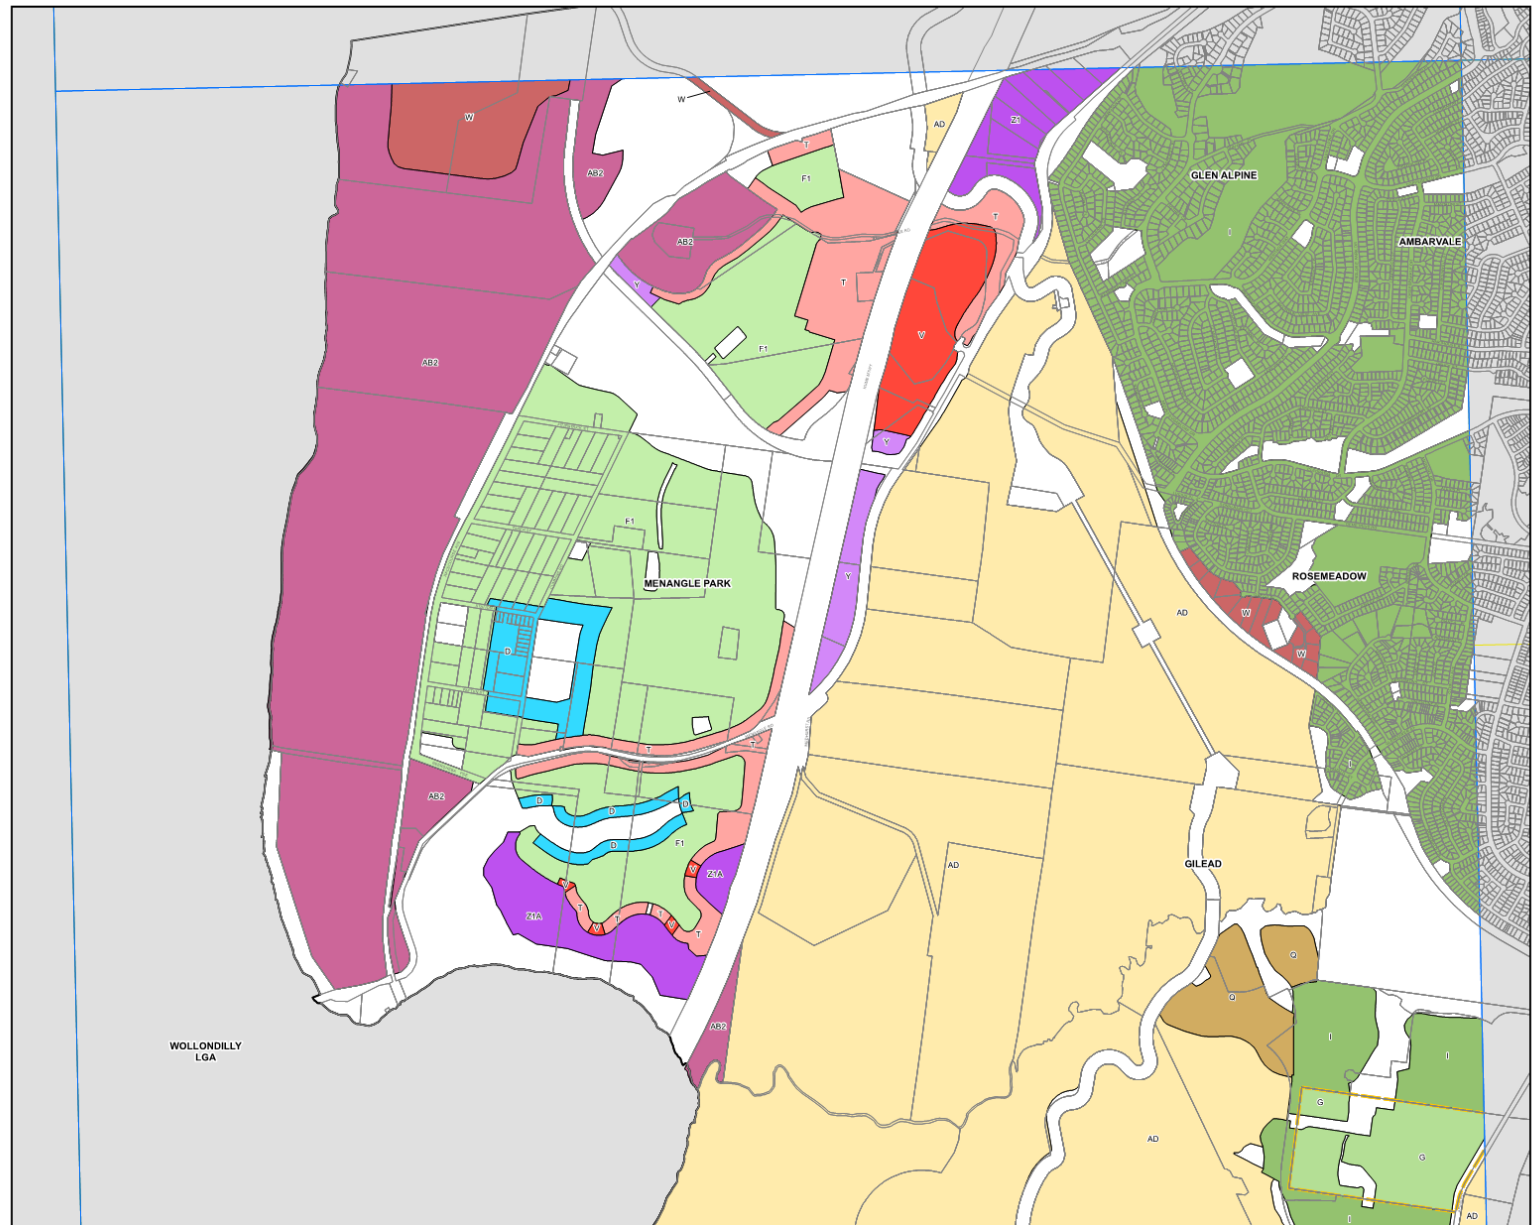 W
W
AD
Z1
T
AB2
GLEN ALPINE
F1
T
I
AB2
AMBARVALE
Y
T
V
F1
AB2
Y
F1
Y
MENANGLE PARK
ROSEMEADOW
AD
W
D
W
T
T
I
AB2
D
D
D
D
F1
AD
GILEAD
V
Z1A
V
T
Z1A
T
T
V
V
T
Q
Q
AB2
I
WOLLONDILLY
LGA
I
G
AD
G
I
AD